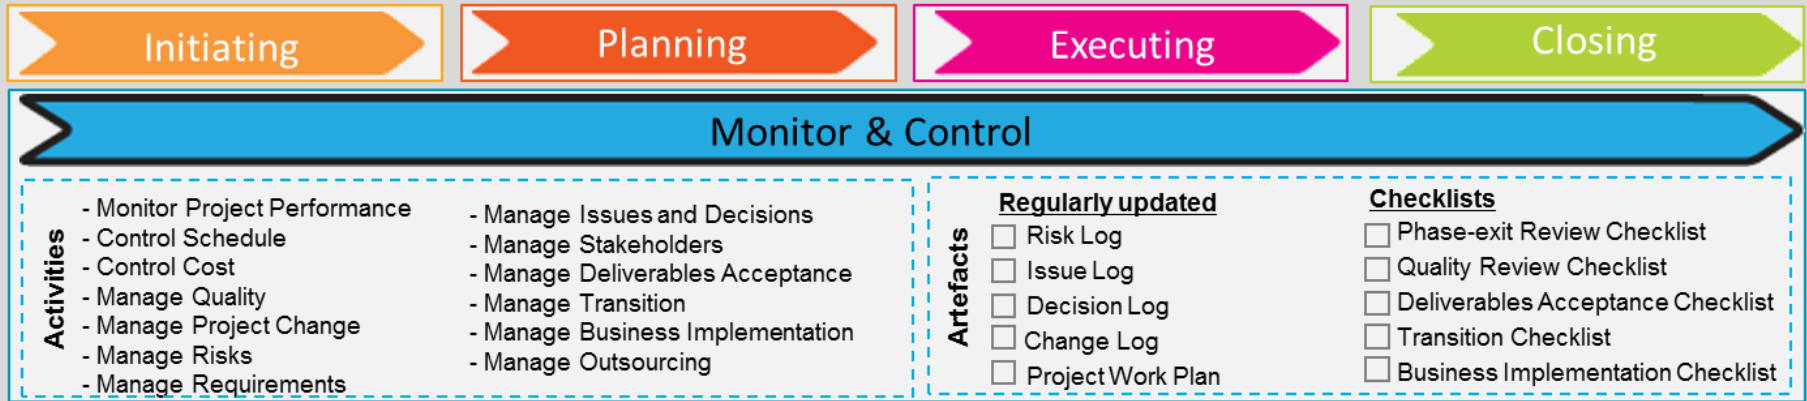 Initiating
Planning
Executing
Closing
Monitor & Control
Activities
- Monitor Project Performance
- Control Schedule
- Control Cost
- Manage Quality
- Manage Project Change
- Manage Risks
- Manage Requirements
- Manage Issues and Decisions
- Manage Stakeholders
- Manage Deliverables Acceptance
- Manage Transition
- Manage Business Implementation
- Manage Outsourcing
Artefacts
Regularly updated
Risk Log
Issue Log
Decision Log
Change Log
Project Work Plan
Checklists
Phase-exit Review Checklist
Quality Review Checklist
Deliverables Acceptance Checklist
Transition Checklist
Business Implementation Checklist